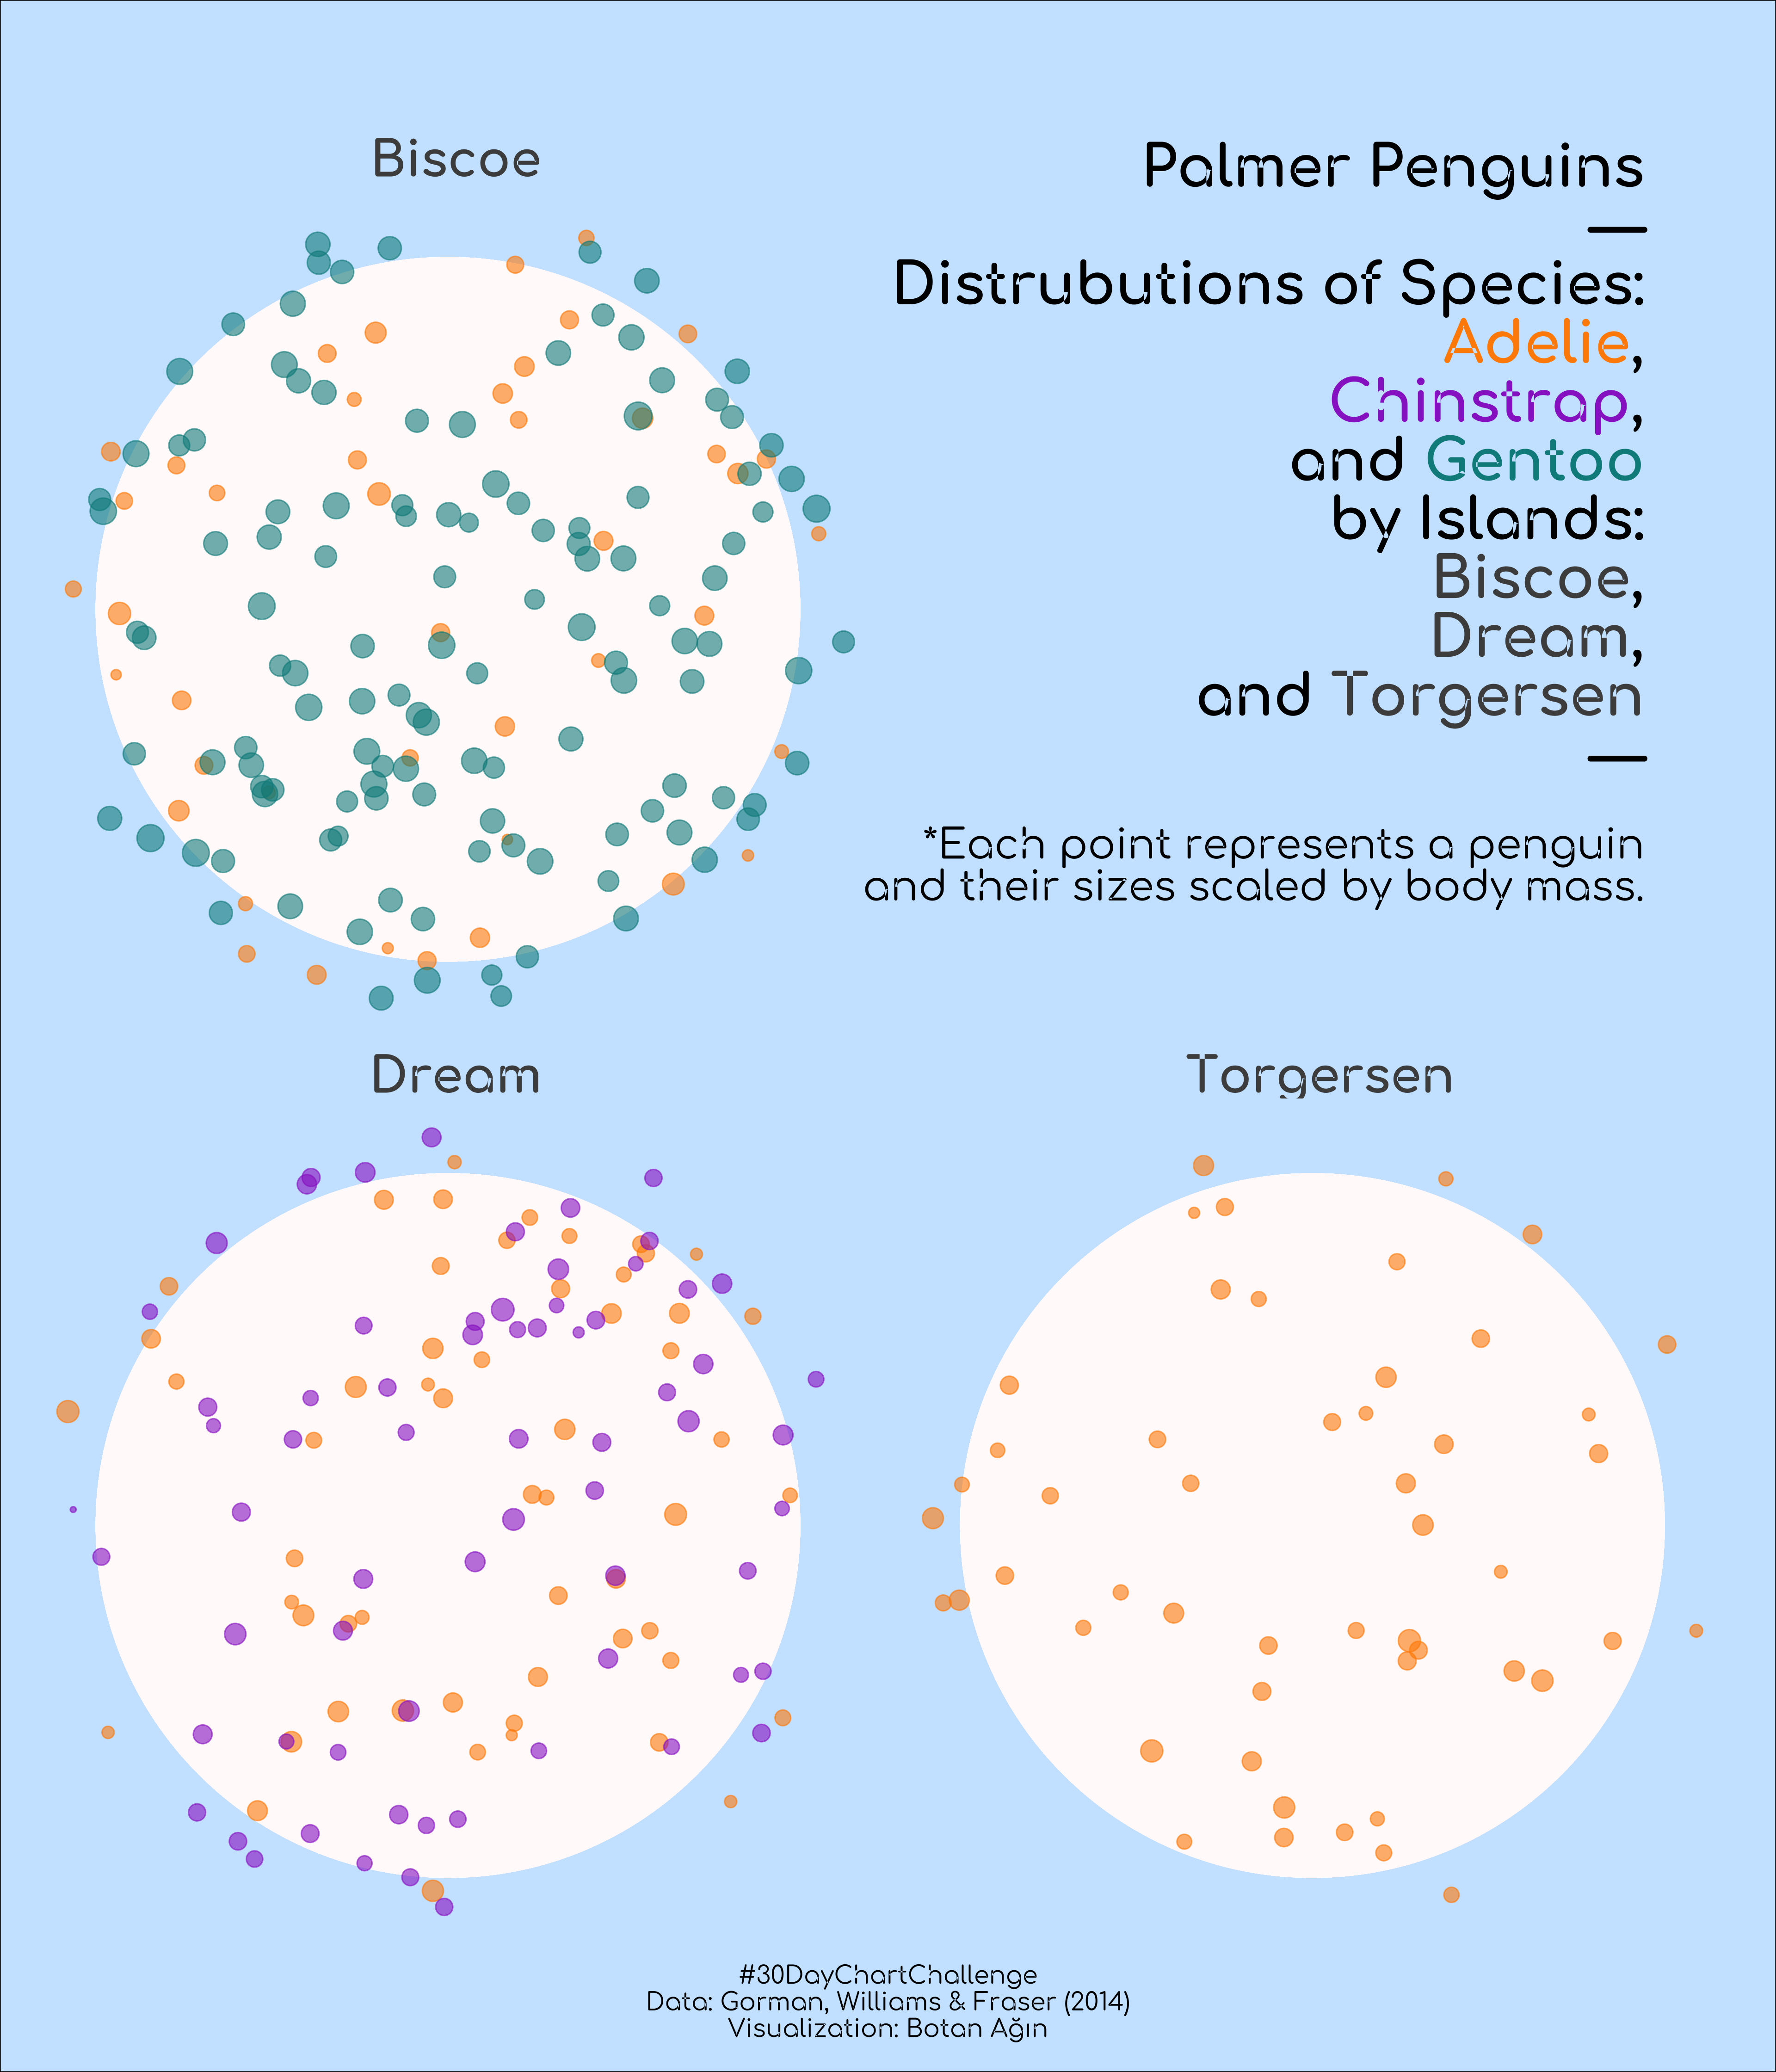 Biscoe
Palmer Penguins
—
Distrubutions of Species:
Adelie,
Chinstrap,
and Gentoo
by Islands:
Biscoe,
Dream,
and Torgersen
—
*Each point represents a penguin
and their sizes scaled by body mass.
Dream
Torgersen
#30DayChartChallenge
Data: Gorman, Williams & Fraser (2014)
Visualization: Botan Ağın